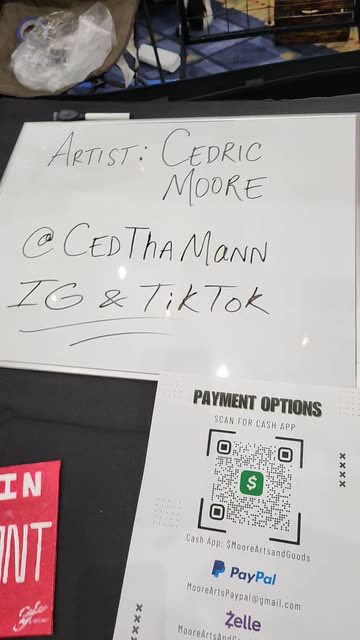 ARTIST: CEDRIC
MOORE
@CEDThAMaNN
IG & TikTok
PAYMENT OPTIONS
SCAN FOR CASH APP
$
Cash App: $MooreArtsandGoods
PayPal
MooreArtsPaypal@gmail.com
Zelle
IN